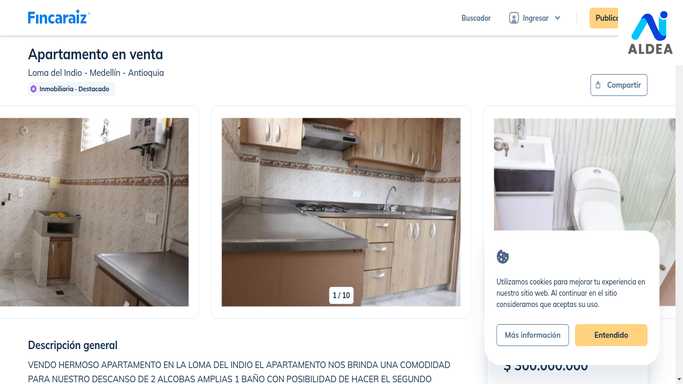 Fincaraiz
Buscador
Ingresar
Publica
ALDEA
Apartamento en venta
Loma del Indio - Medellín - Antioquia
Inmobiliaria - Destacado
Compartir
1 / 10
Utilizamos cookies para mejorar tu experiencia en
nuestro sitio web. Al continuar en el sitio
consideramos que aceptas su uso.
Más información
Entendido
$ 300.000.000
Descripción general
VENDO HERMOSO APARTAMENTO EN LA LOMA DEL INDIO EL APARTAMENTO NOS BRINDA UNA COMODIDAD
PARA NUESTRO DESCANSO DE 2 ALCOBAS AMPLIAS 1 BAÑO CON POSIBILIDAD DE HACER EL SEGUNDO